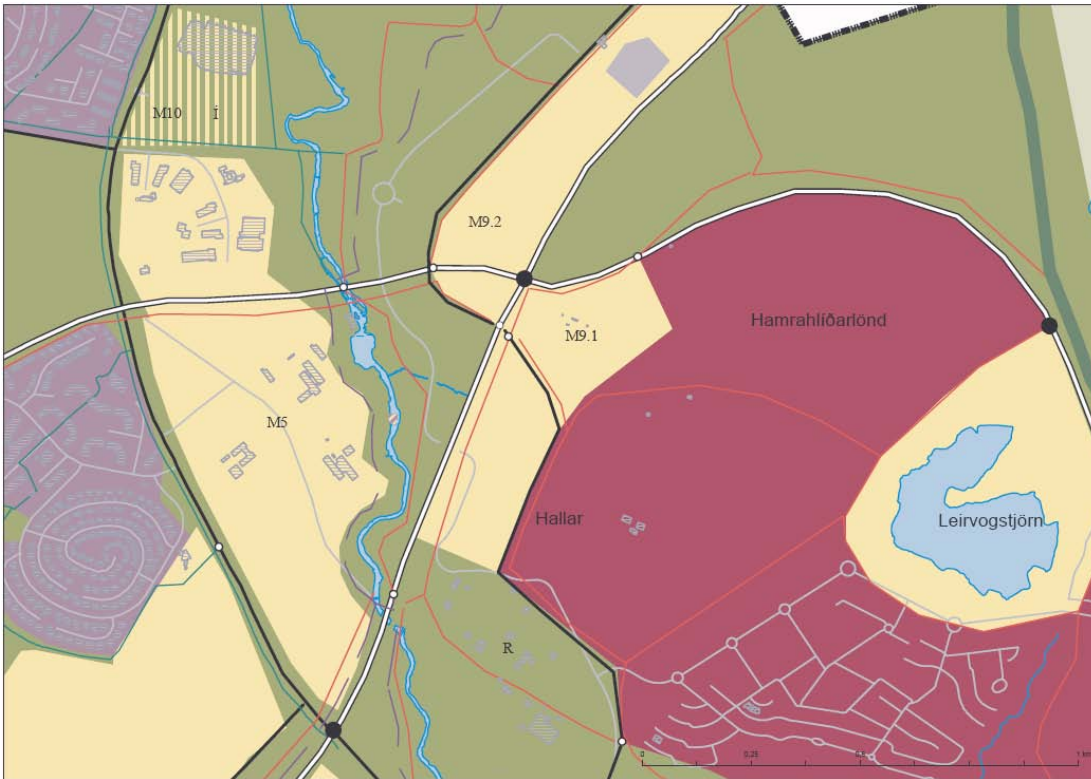 M10 Í
M9.2
Hamrahlíðarlönd
M9.1
M5
Hallar
Leirvogstjörn
R
0 0,25 0,5 1 km